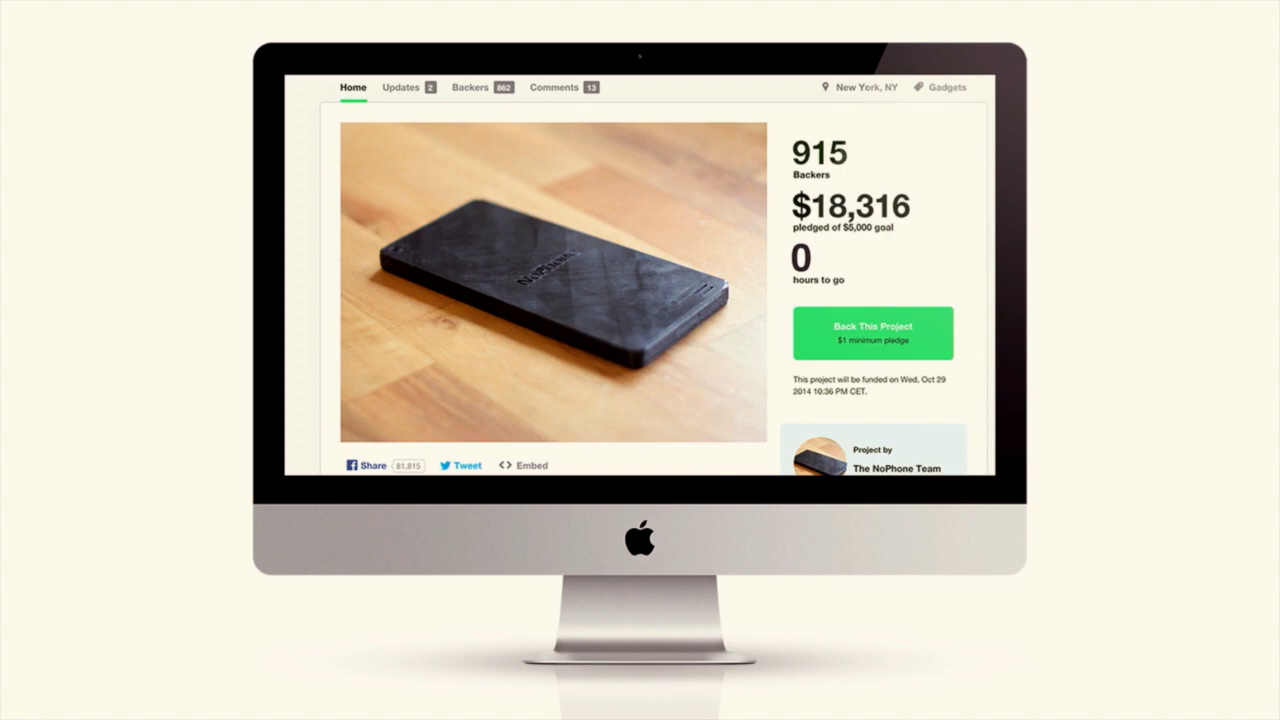 Home Updates 2 Backers 862 Comments 13 New York, NY Gadgets
915
Backers
$18,316
pledged of $5,000 goal
0
hours to go
Back This Project
$1 minimum pledge
This project will be funded on Wed, Oct 29
2014 10:36 PM CET.
NoPhone
Share 81,815 Tweet Embed
Project by
The NoPhone Team